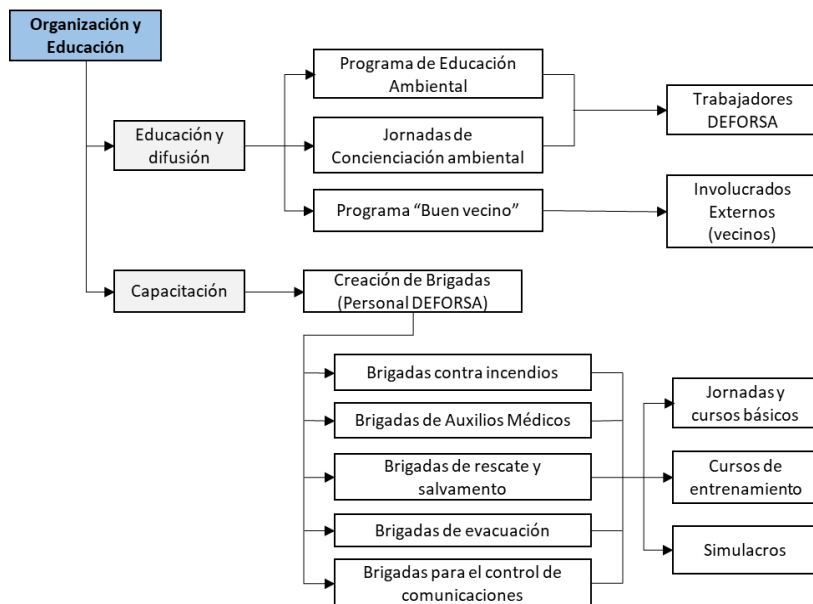 Organización y
Educación
Programa de Educación
Ambiental
Trabajadores
DEFORSA
Educación y
difusión
Jornadas de
Concienciación ambiental
Programa “Buen vecino”
Involucrados
Externos
(vecinos)
Capacitación
Creación de Brigadas
(Personal DEFORSA)
Brigadas contra incendios
Brigadas de Auxilios Médicos
Brigadas de rescate y
salvamento
Brigadas de evacuación
Brigadas para el control de
comunicaciones
Jornadas y
cursos básicos
Cursos de
entrenamiento
Simulacros